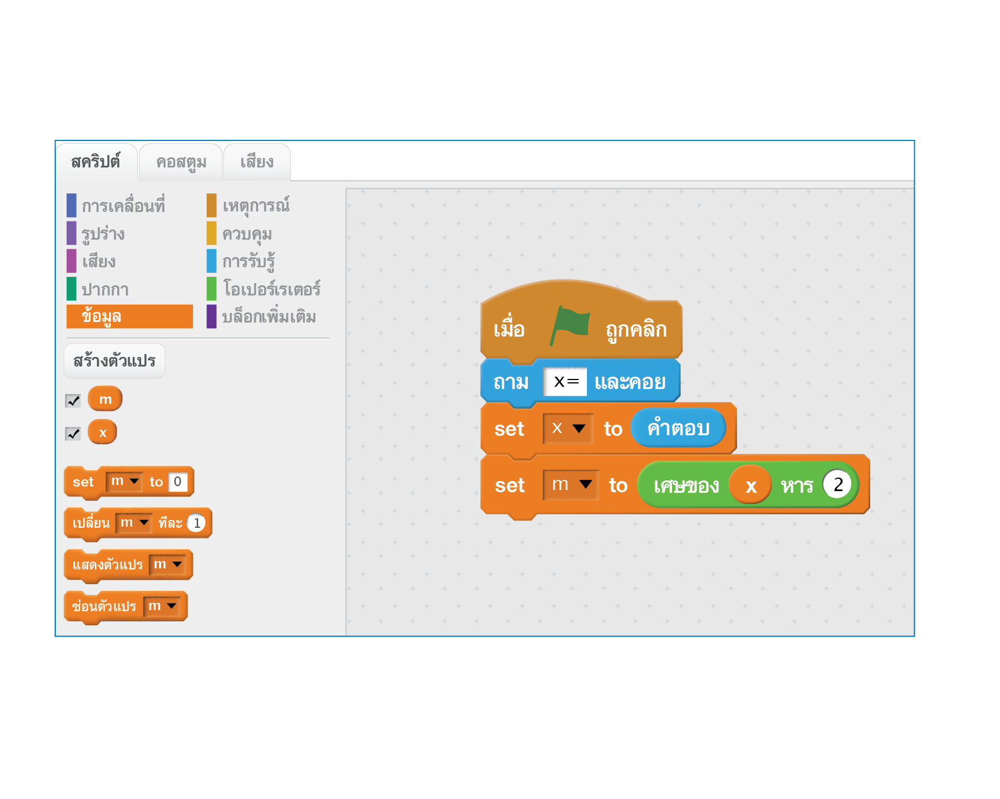 สคริปต์ คอสตูม เสียง
การเคลื่อนที่ เหตุการณ์
รูปร่าง ควบคุม
เสียง การรับรู้
ปากกา โอเปอร์เรเตอร์
ข้อมูล บล็อกเพิ่มเติม
สร้างตัวแปร
m
x
set m to 0
เปลี่ยน m ทีละ 1
แสดงตัวแปร m
ซ่อนตัวแปร m
เมื่อ ถูกคลิก
ถาม x= และคอย
set x to คำตอบ
set m to เศษของ x หาร 2